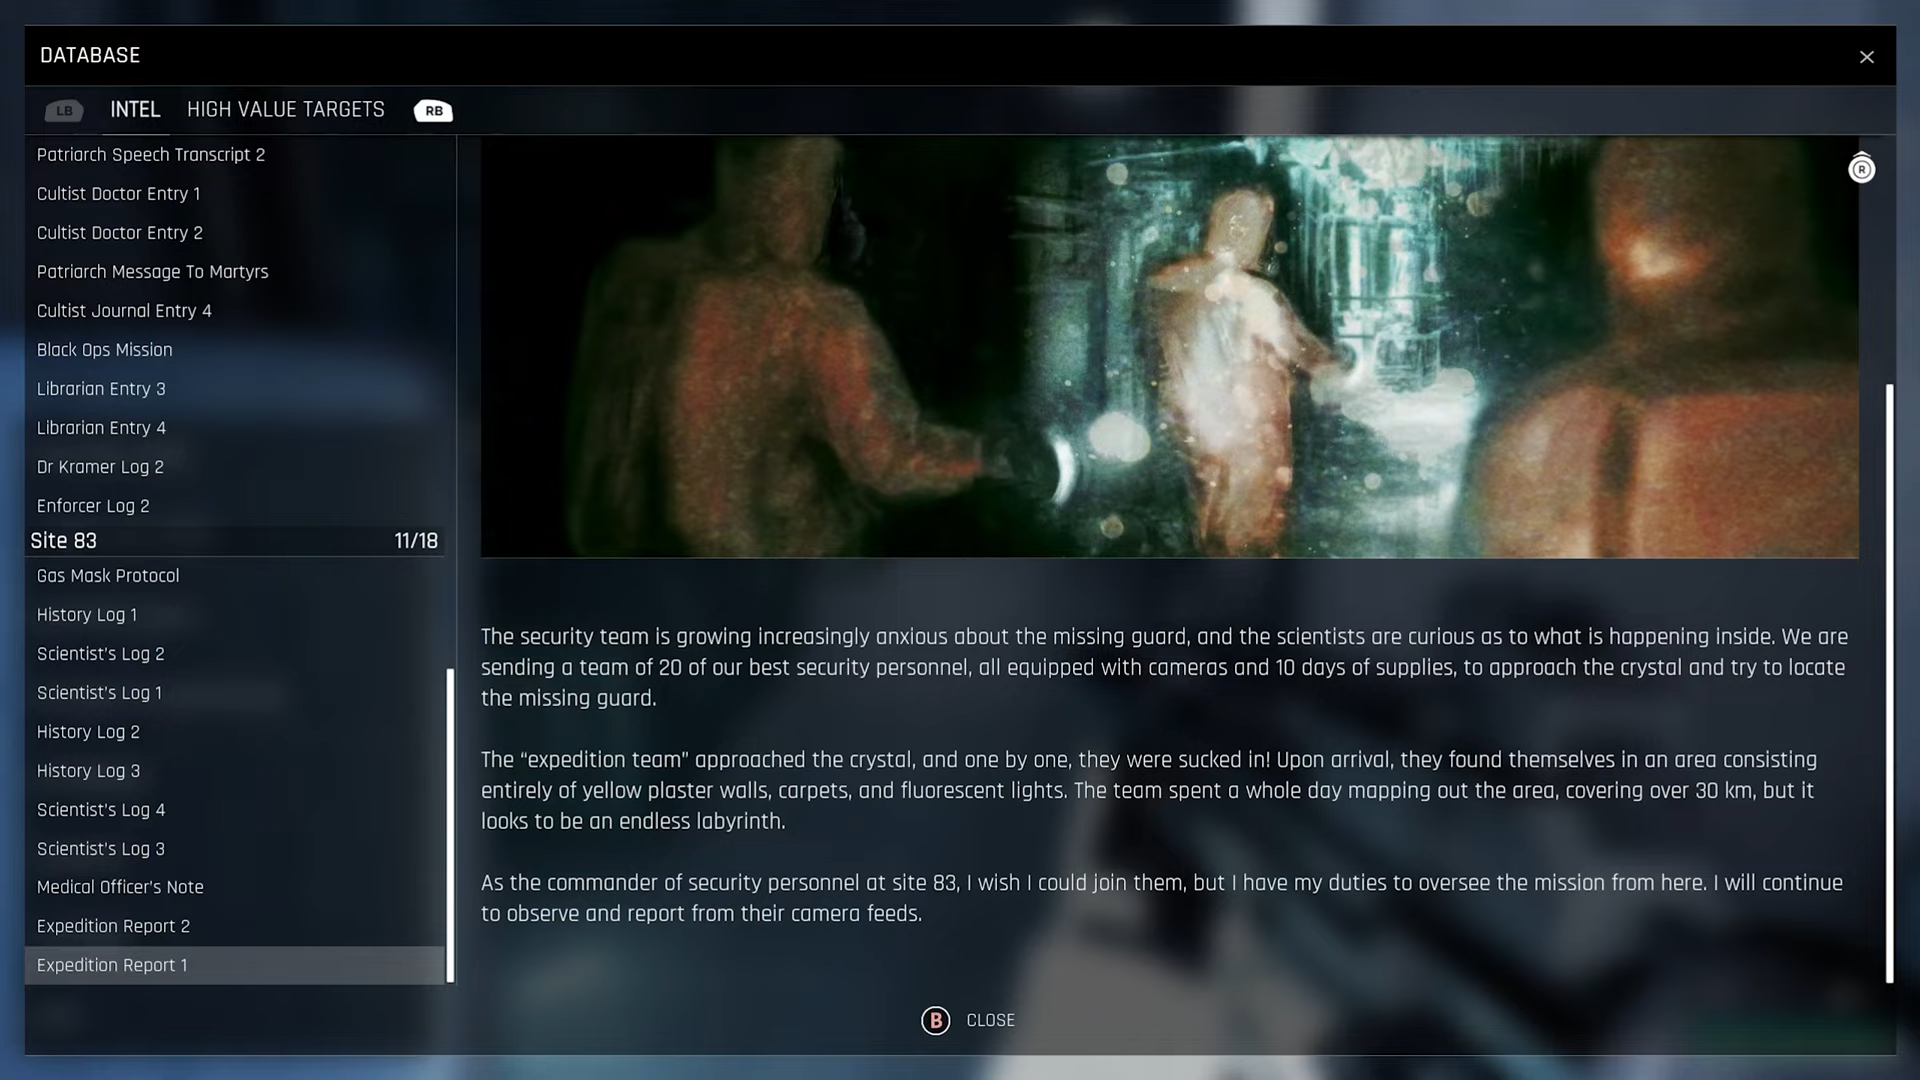 DATABASE
LB INTEL HIGH VALUE TARGETS RB
R
Patriarch Speech Transcript 2
Cultist Doctor Entry 1
Cultist Doctor Entry 2
Patriarch Message To Martyrs
Cultist Journal Entry 4
Black Ops Mission
Librarian Entry 3
Librarian Entry 4
Dr Kramer Log 2
Enforcer Log 2
Site 83 11/18
Gas Mask Protocol
History Log 1
Scientist's Log 2
Scientist's Log 1
History Log 2
History Log 3
Scientist's Log 4
Scientist's Log 3
Medical Officer's Note
Expedition Report 2
Expedition Report 1
The security team is growing increasingly anxious about the missing guard, and the scientists are curious as to what is happening inside. We are
sending a team of 20 of our best security personnel, all equipped with cameras and 10 days of supplies, to approach the crystal and try to locate
the missing guard.
The “expedition team” approached the crystal, and one by one, they were sucked in! Upon arrival, they found themselves in an area consisting
entirely of yellow plaster walls, carpets, and fluorescent lights. The team spent a whole day mapping out the area, covering over 30 km, but it
looks to be an endless labyrinth.
As the commander of security personnel at site 83, I wish I could join them, but I have my duties to oversee the mission from here. I will continue
to observe and report from their camera feeds.
B CLOSE